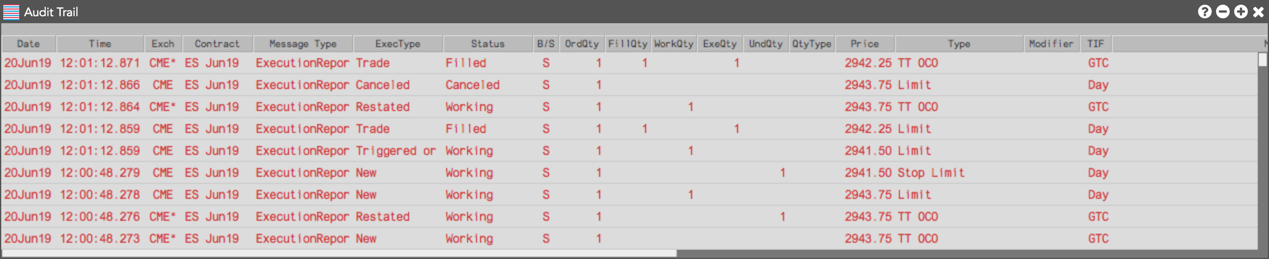 Audit Trail
Date Time Exch Contract Message Type ExecType Status B/S OrdQty FillQty WorkQty ExeQty UndQty QtyType Price Type Modifier TIF
20Jun19 12:01:12.871 CME* ES Jun19 ExecutionRepor Trade Filled S 1 1 1 2942.25 TT OCO GTC
20Jun19 12:01:12.866 CME ES Jun19 ExecutionRepor Canceled Canceled S 1 2943.75 Limit Day
20Jun19 12:01:12.864 CME* ES Jun19 ExecutionRepor Restated Working S 1 1 2943.75 TT OCO GTC
20Jun19 12:01:12.859 CME ES Jun19 ExecutionRepor Trade Filled S 1 1 1 2942.25 Limit Day
20Jun19 12:01:12.859 CME ES Jun19 ExecutionRepor Triggered or Working S 1 1 2941.50 Limit Day
20Jun19 12:00:48.279 CME ES Jun19 ExecutionRepor New Working S 1 1 2941.50 Stop Limit Day
20Jun19 12:00:48.278 CME ES Jun19 ExecutionRepor New Working S 1 1 2943.75 Limit Day
20Jun19 12:00:48.276 CME* ES Jun19 ExecutionRepor Restated Working S 1 1 2943.75 TT OCO GTC
20Jun19 12:00:48.273 CME* ES Jun19 ExecutionRepor New Working S 1 2943.75 TT OCO GTC